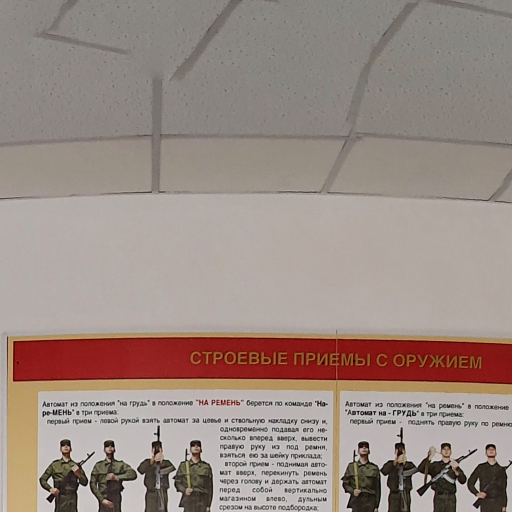 СТРОЕВЫЕ ПРИЕМЫ С ОРУЖИЕМ
Автомат из положения "на грудь" в положение "НА РЕМЕНЬ" берется по команде "На-
ре-МЕНЬ" в три приема:
первый прием - левой рукой взять автомат за цевье и ствольную накладку снизу и,
одновременно подавая его не-
сколько вперед вверх, вывести
правую руку из под ремня,
взяться ею за шейку приклада;
второй прием - поднимая авто-
мат вверх, перекинуть ремень
через голову и держать автомат
перед собой вертикально
магазином влево, дульным
срезом на высоте подбородка;
Автомат из положения "на ремень" в положение
"Автомат на - ГРУДЬ" в три приема:
первый прием - поднять правую руку по ремню